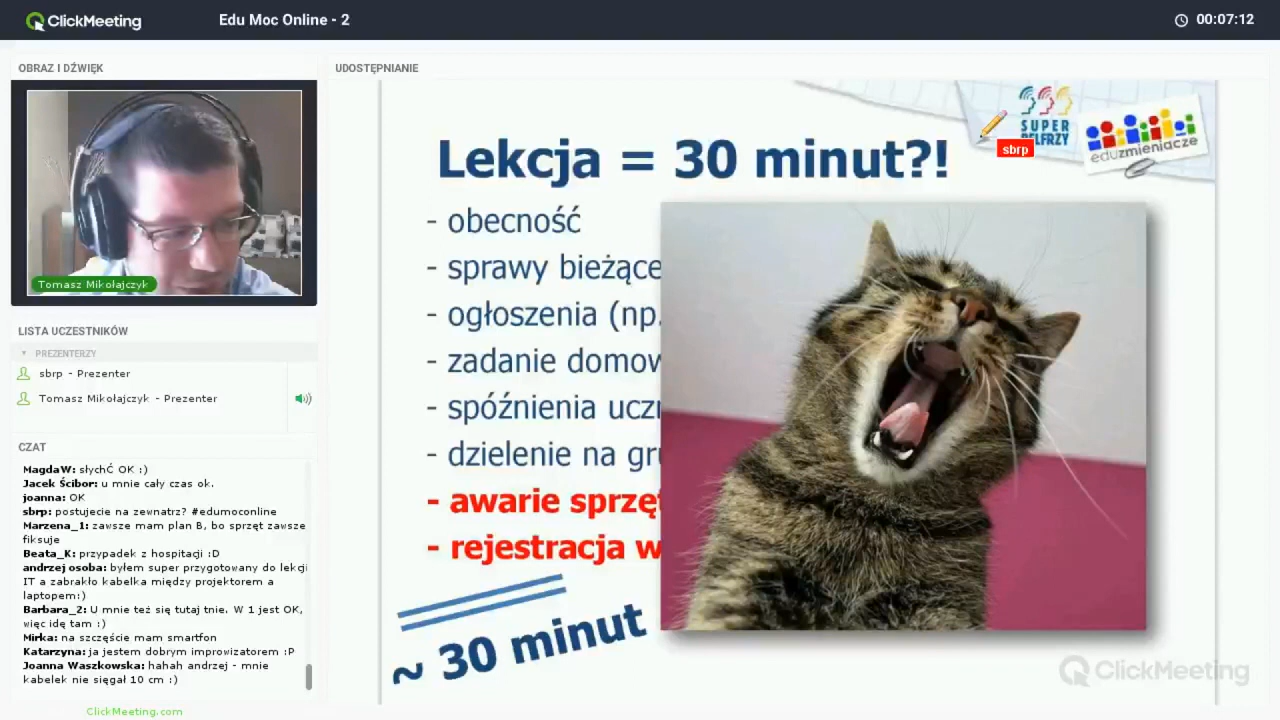 ClickMeeting
Edu Moc Online - 2
00:07:12
OBRAZ I DŹWIĘK
Tomasz Mikołajczyk
LISTA UCZESTNIKÓW
PREZENTERZY
sbrp - Prezenter
Tomasz Mikołajczyk - Prezenter
CZAT
MagdaW: słychĆ OK :)
Jacek Ścibor: u mnie cały czas ok.
joanna: OK
sbrp: postujecie na zewnatrz? #edumoconline
Marzena_1: zawsze mam plan B, bo sprzęt zawsze
fiksuje
Beata_K: przypadek z hospitacji :D
andrzej osoba: byłem super przygotowany do lekcji
IT a zabrakło kabelka między projektorem a
laptopem:)
Barbara_2: U mnie też się tutaj tnie. W 1 jest OK,
więc idę tam :)
Mirka: na szczęście mam smartfon
Katarzyna: ja jestem dobrym improwizatorem :P
Joanna Waszkowska: hahah andrzej - mnie
kabelek nie sięgał 10 cm :)
ClickMeeting.com
UDOSTĘPNIANIE
SUPER
BELFRZY
sbrp
eduzmieniacze
Lekcja = 30 minut?!
- obecność
- sprawy bieżące
- ogłoszenia (np.
- zadanie domow
- spóźnienia ucz
- dzielenie na gr
- awarie sprzęt
- rejestracja w
~ 30 minut
ClickMeeting